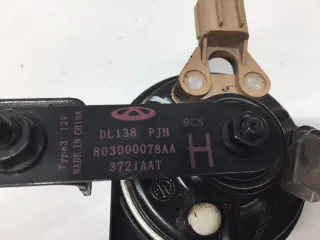 Type3 12V
MADE IN CHINA
DL138 PJH
803000078AA
3721AAT
9CN
H